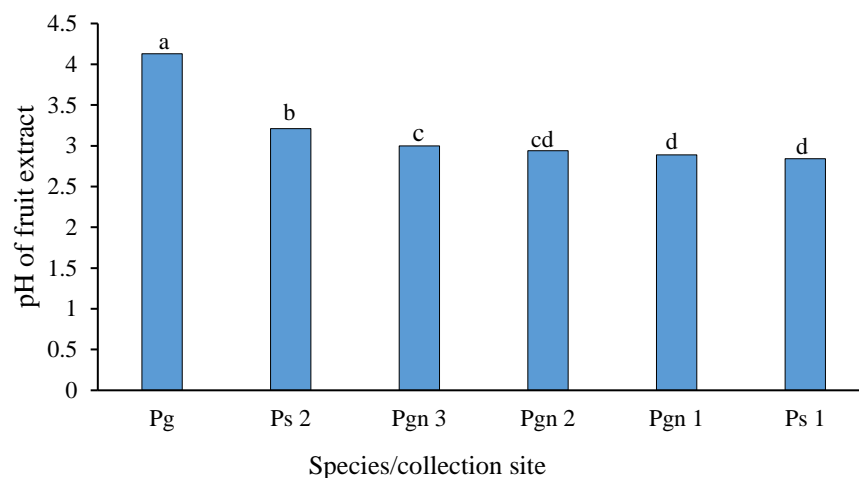 pH of fruit extract
4.5
4
3.5
3
2.5
2
1.5
1
0.5
0
a
b
c
cd
d
d
Pg Ps 2 Pgn 3 Pgn 2 Pgn 1 Ps 1
Species/collection site